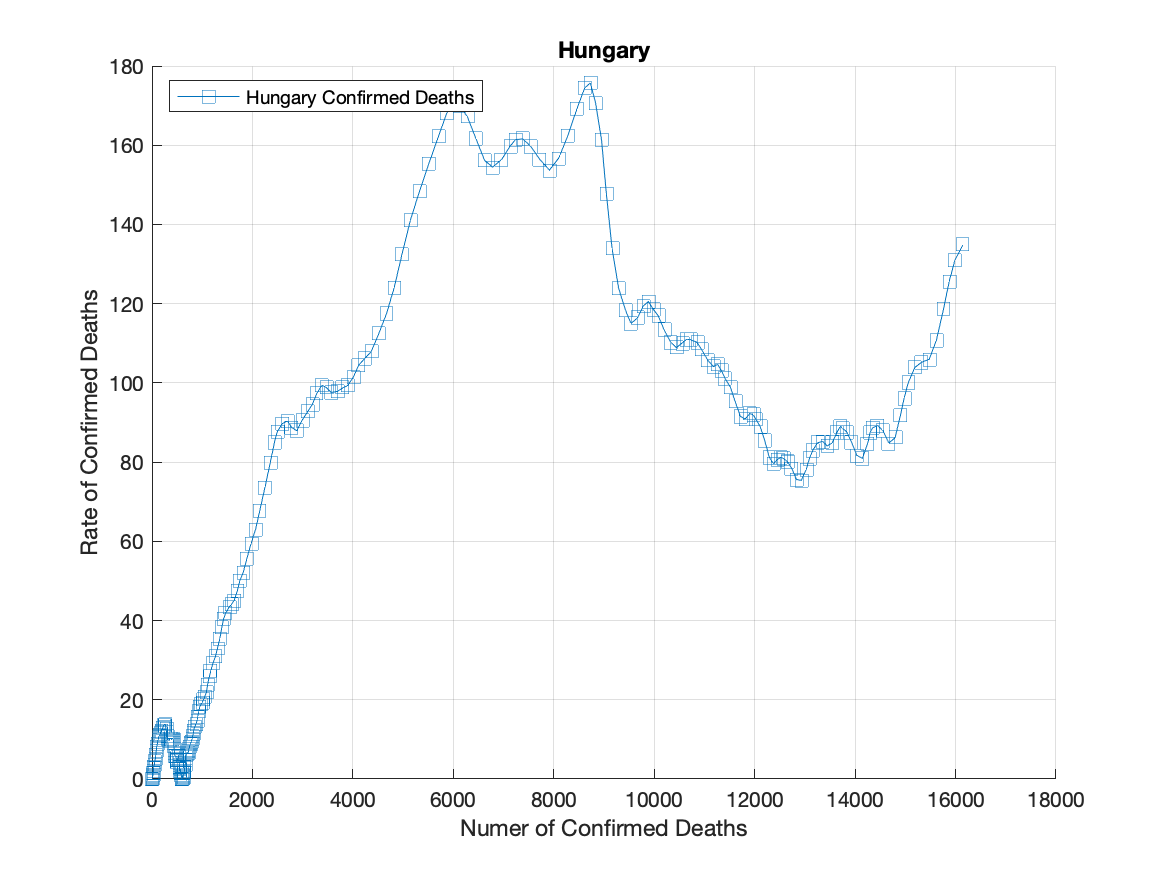 Hungary
180
160
140
120
100
80
60
40
20
0
Hungary Confirmed Deaths
Rate of Confirmed Deaths
0 2000 4000 6000 8000 10000 12000 14000 16000 18000
Numer of Confirmed Deaths